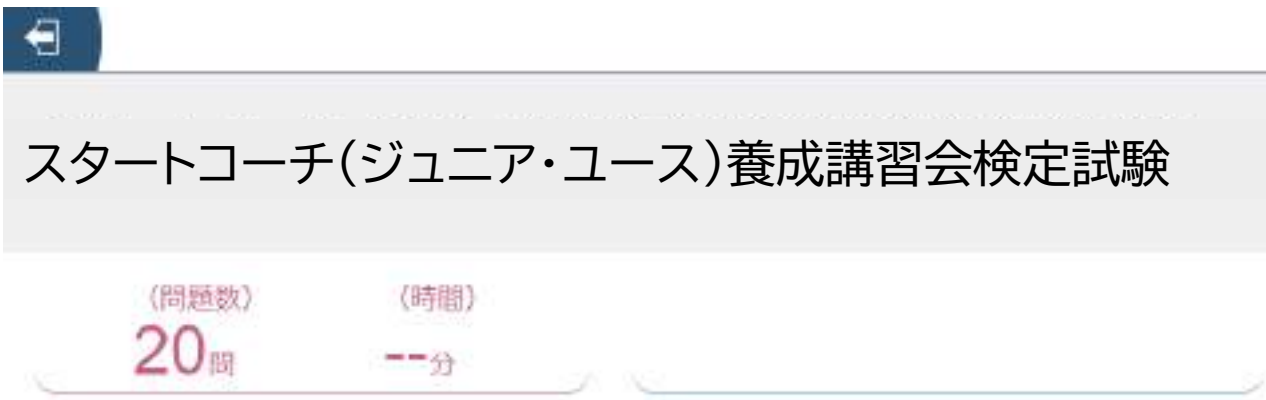 スタートコーチ(ジュニア・ユース)養成講習会検定試験
（問題数）
（時間）
20問
--分